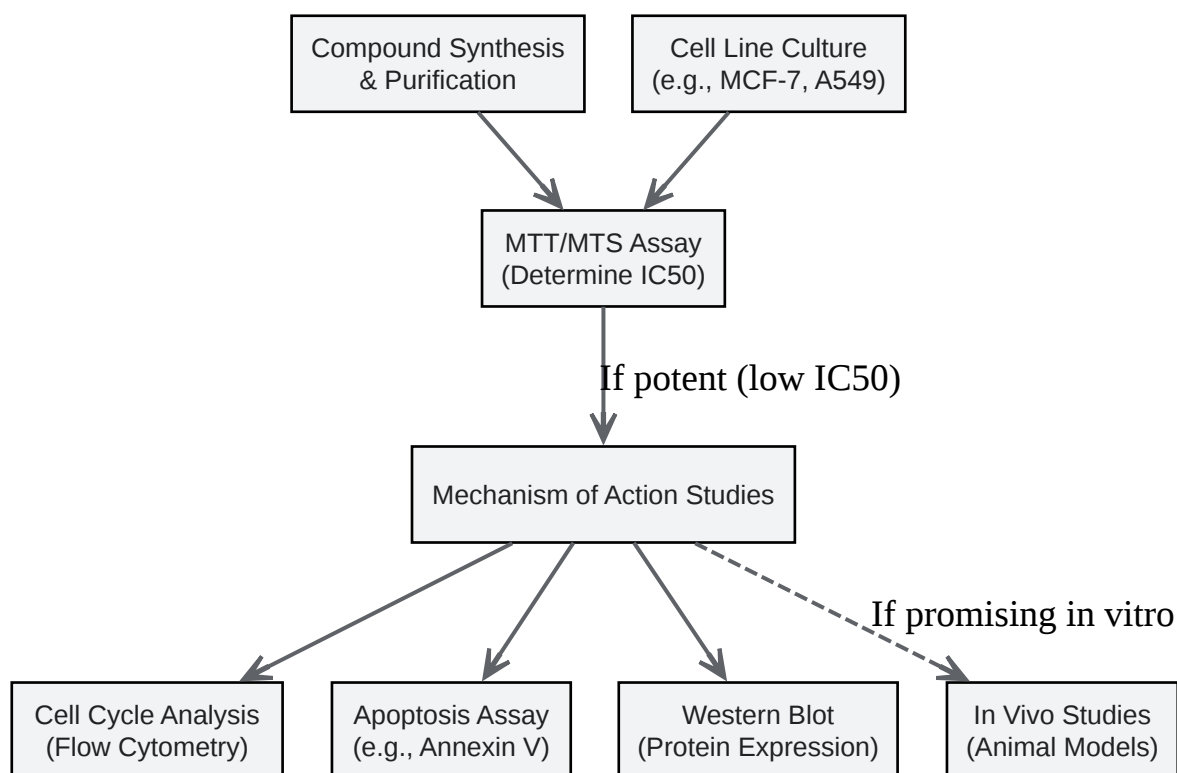 Compound Synthesis
& Purification
Cell Line Culture
(e.g., MCF-7, A549)
MTT/MTS Assay
(Determine IC50)
If potent (low IC50)
Mechanism of Action Studies
If promising in vitro
Cell Cycle Analysis
(Flow Cytometry)
Apoptosis Assay
(e.g., Annexin V)
Western Blot
(Protein Expression)
In Vivo Studies
(Animal Models)